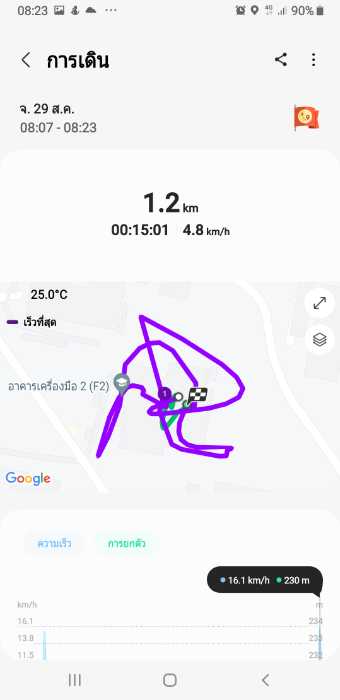 08:23 90%
การเดิน
จ. 29 ส.ค.
08:07 - 08:23
1.2 km
00:15:01 4.8 km/h
25.0°C
เร็วที่สุด
อาคารเครื่องมือ 2 (F2)
1
Google
ความเร็ว การยกตัว
16.1 km/h 230 m
km/h m
16.1 234
13.8 233
11.5 232